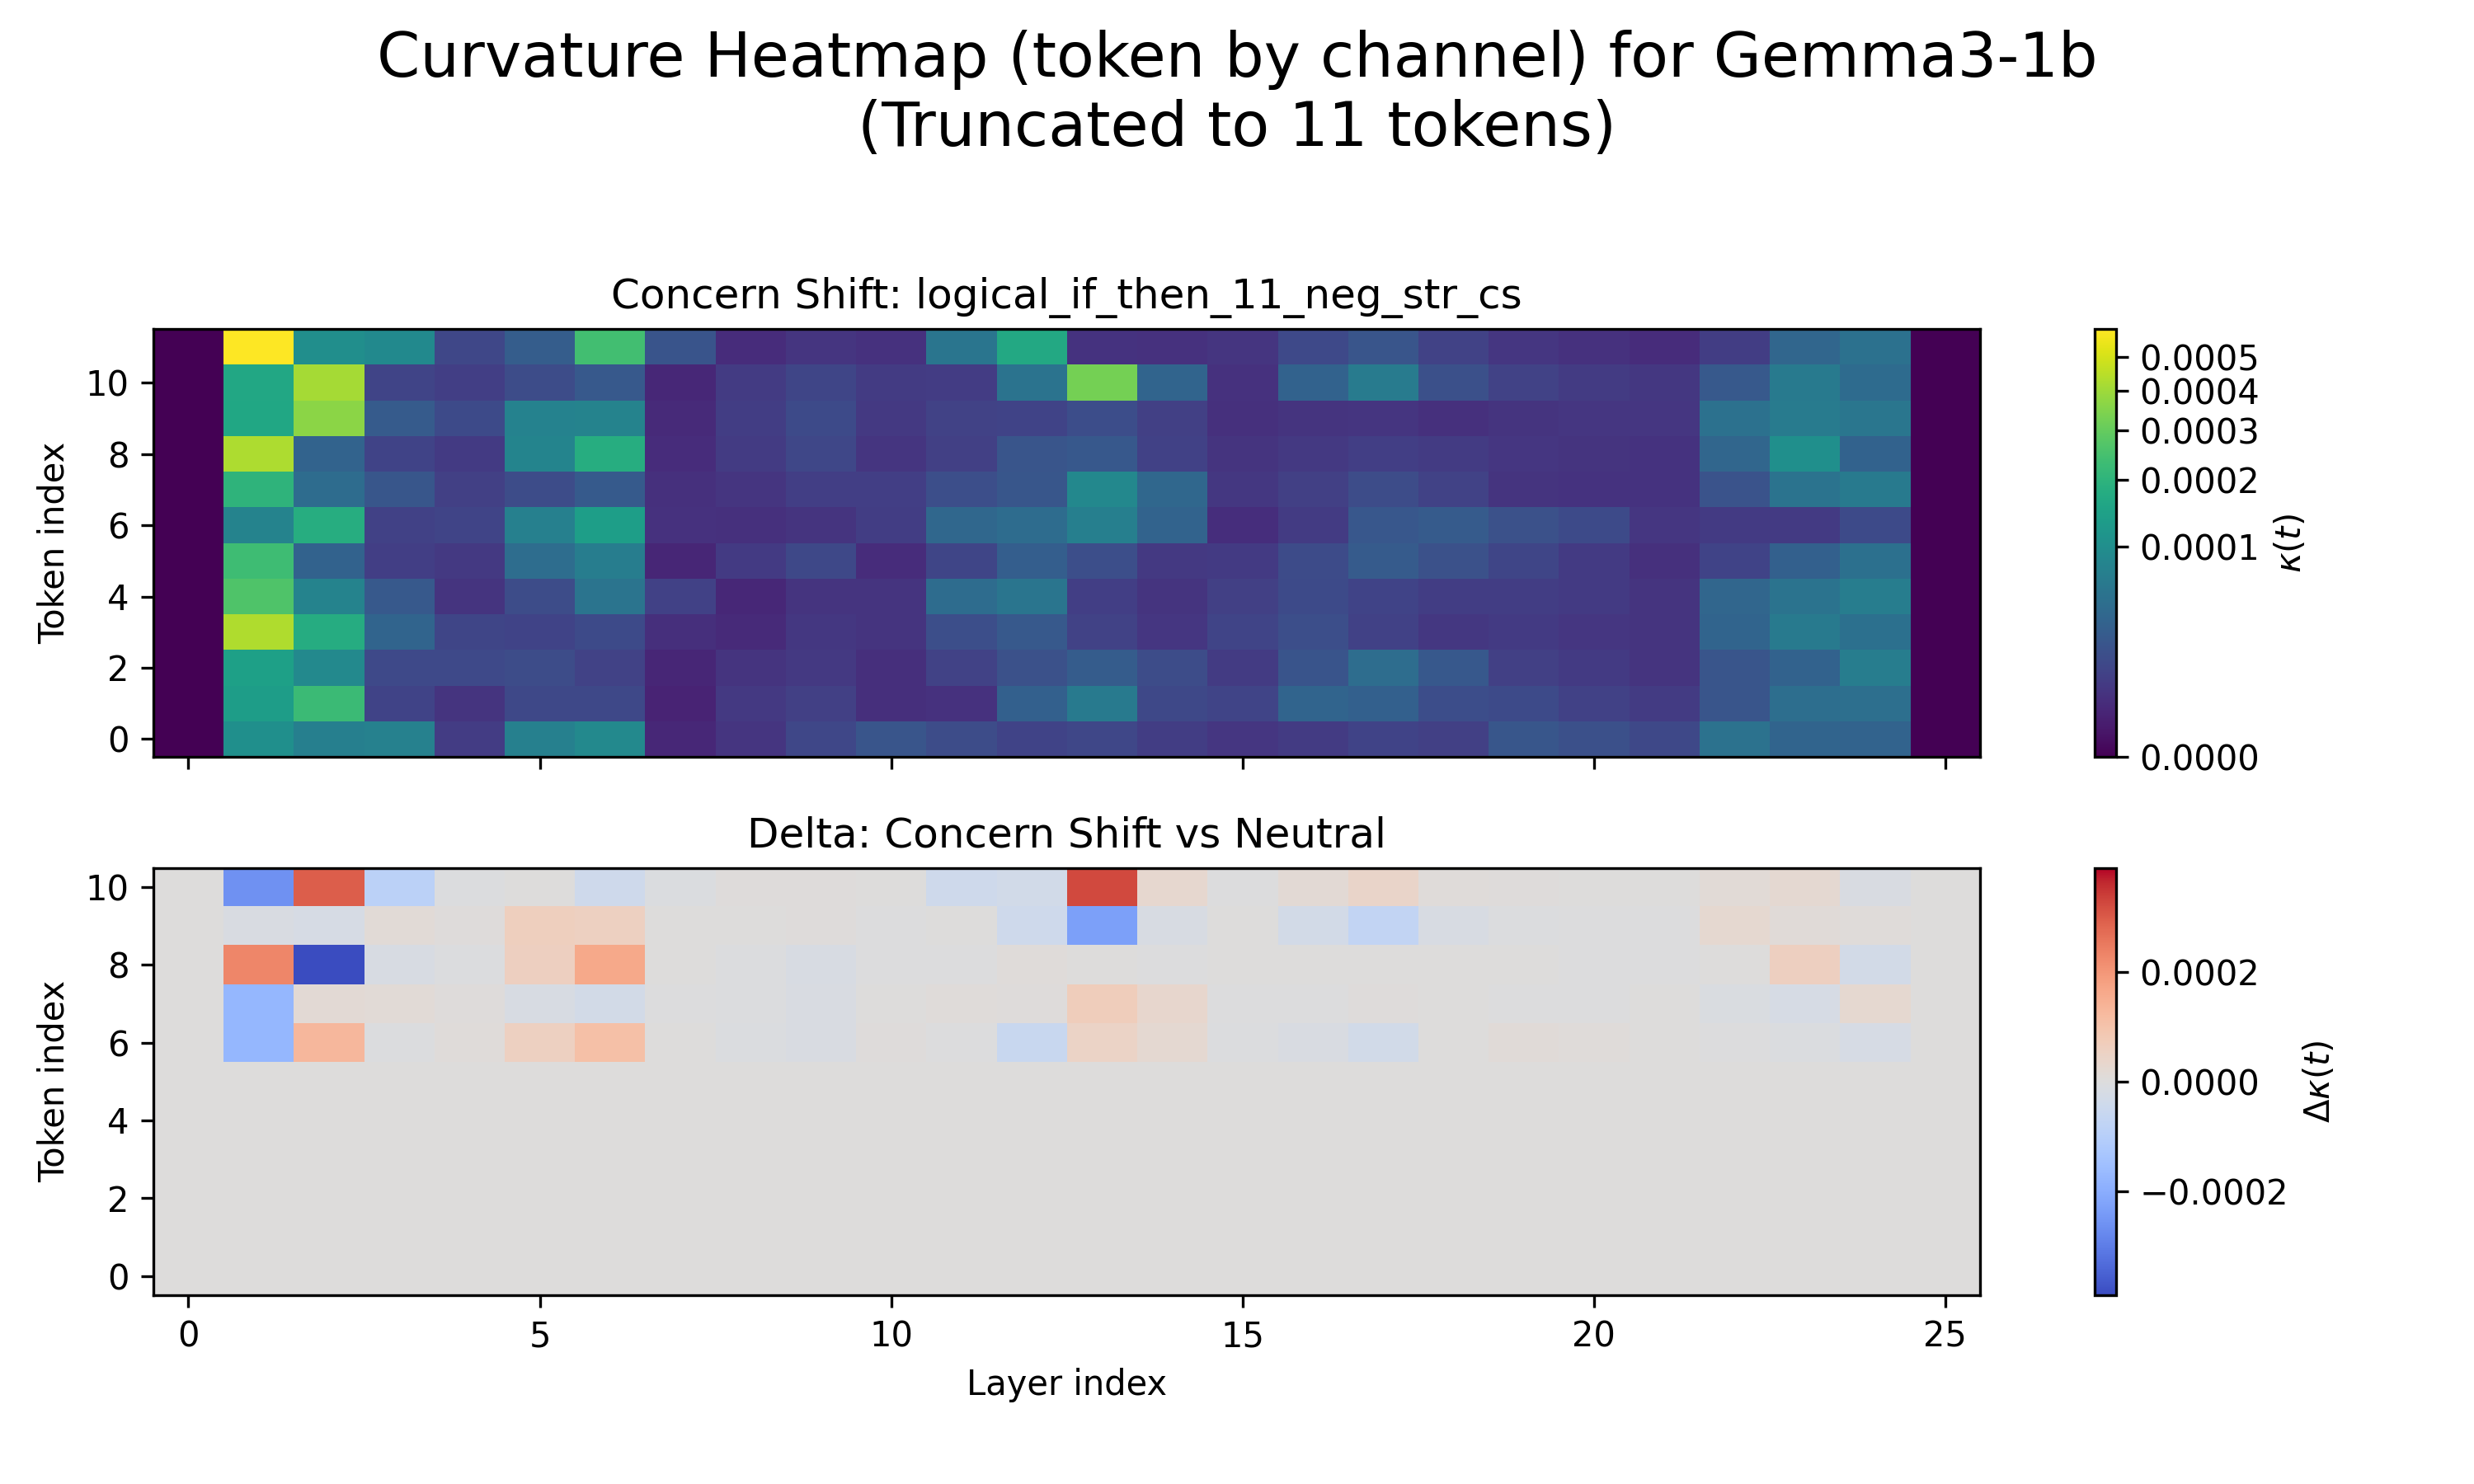 Curvature Heatmap (token by channel) for Gemma3-1b
(Truncated to 11 tokens)
Concern Shift: logical_if_then_11_neg_str_cs
Token index
10
8
6
4
2
0
0.0005
0.0004
0.0003
0.0002
0.0001
0.0000
κ(t)
Delta: Concern Shift vs Neutral
Token index
10
8
6
4
2
0
0 5 10 15 20 25
Layer index
0.0002
0.0000
−0.0002
Δκ(t)